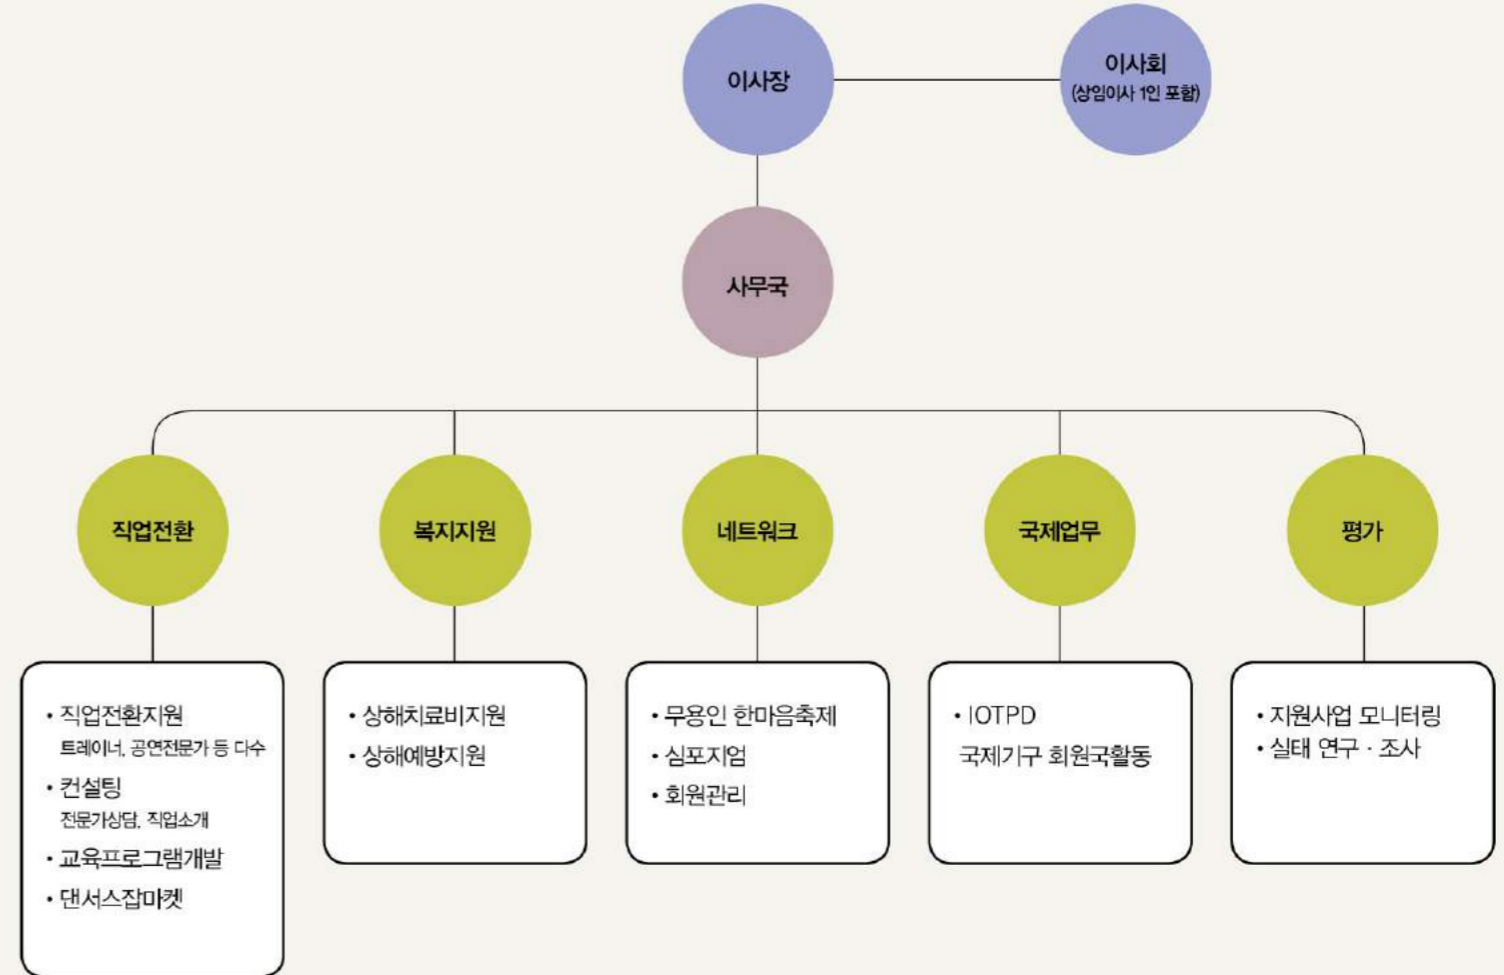 이사장
이사회
(상임이사 1인 포함)
사무국
직업전환
복지지원
네트워크
국제업무
평가
• 직업전환지원
트레이너, 공연전문가 등 다수
• 컨설팅
전문가상담, 직업소개
• 교육프로그램개발
• 댄서스잡마켓
• 상해치료비지원
• 상해예방지원
• 무용인 한마음축제
• 심포지엄
• 회원관리
• IOTPD
국제기구 회원국활동
• 지원사업 모니터링
• 실태 연구 · 조사